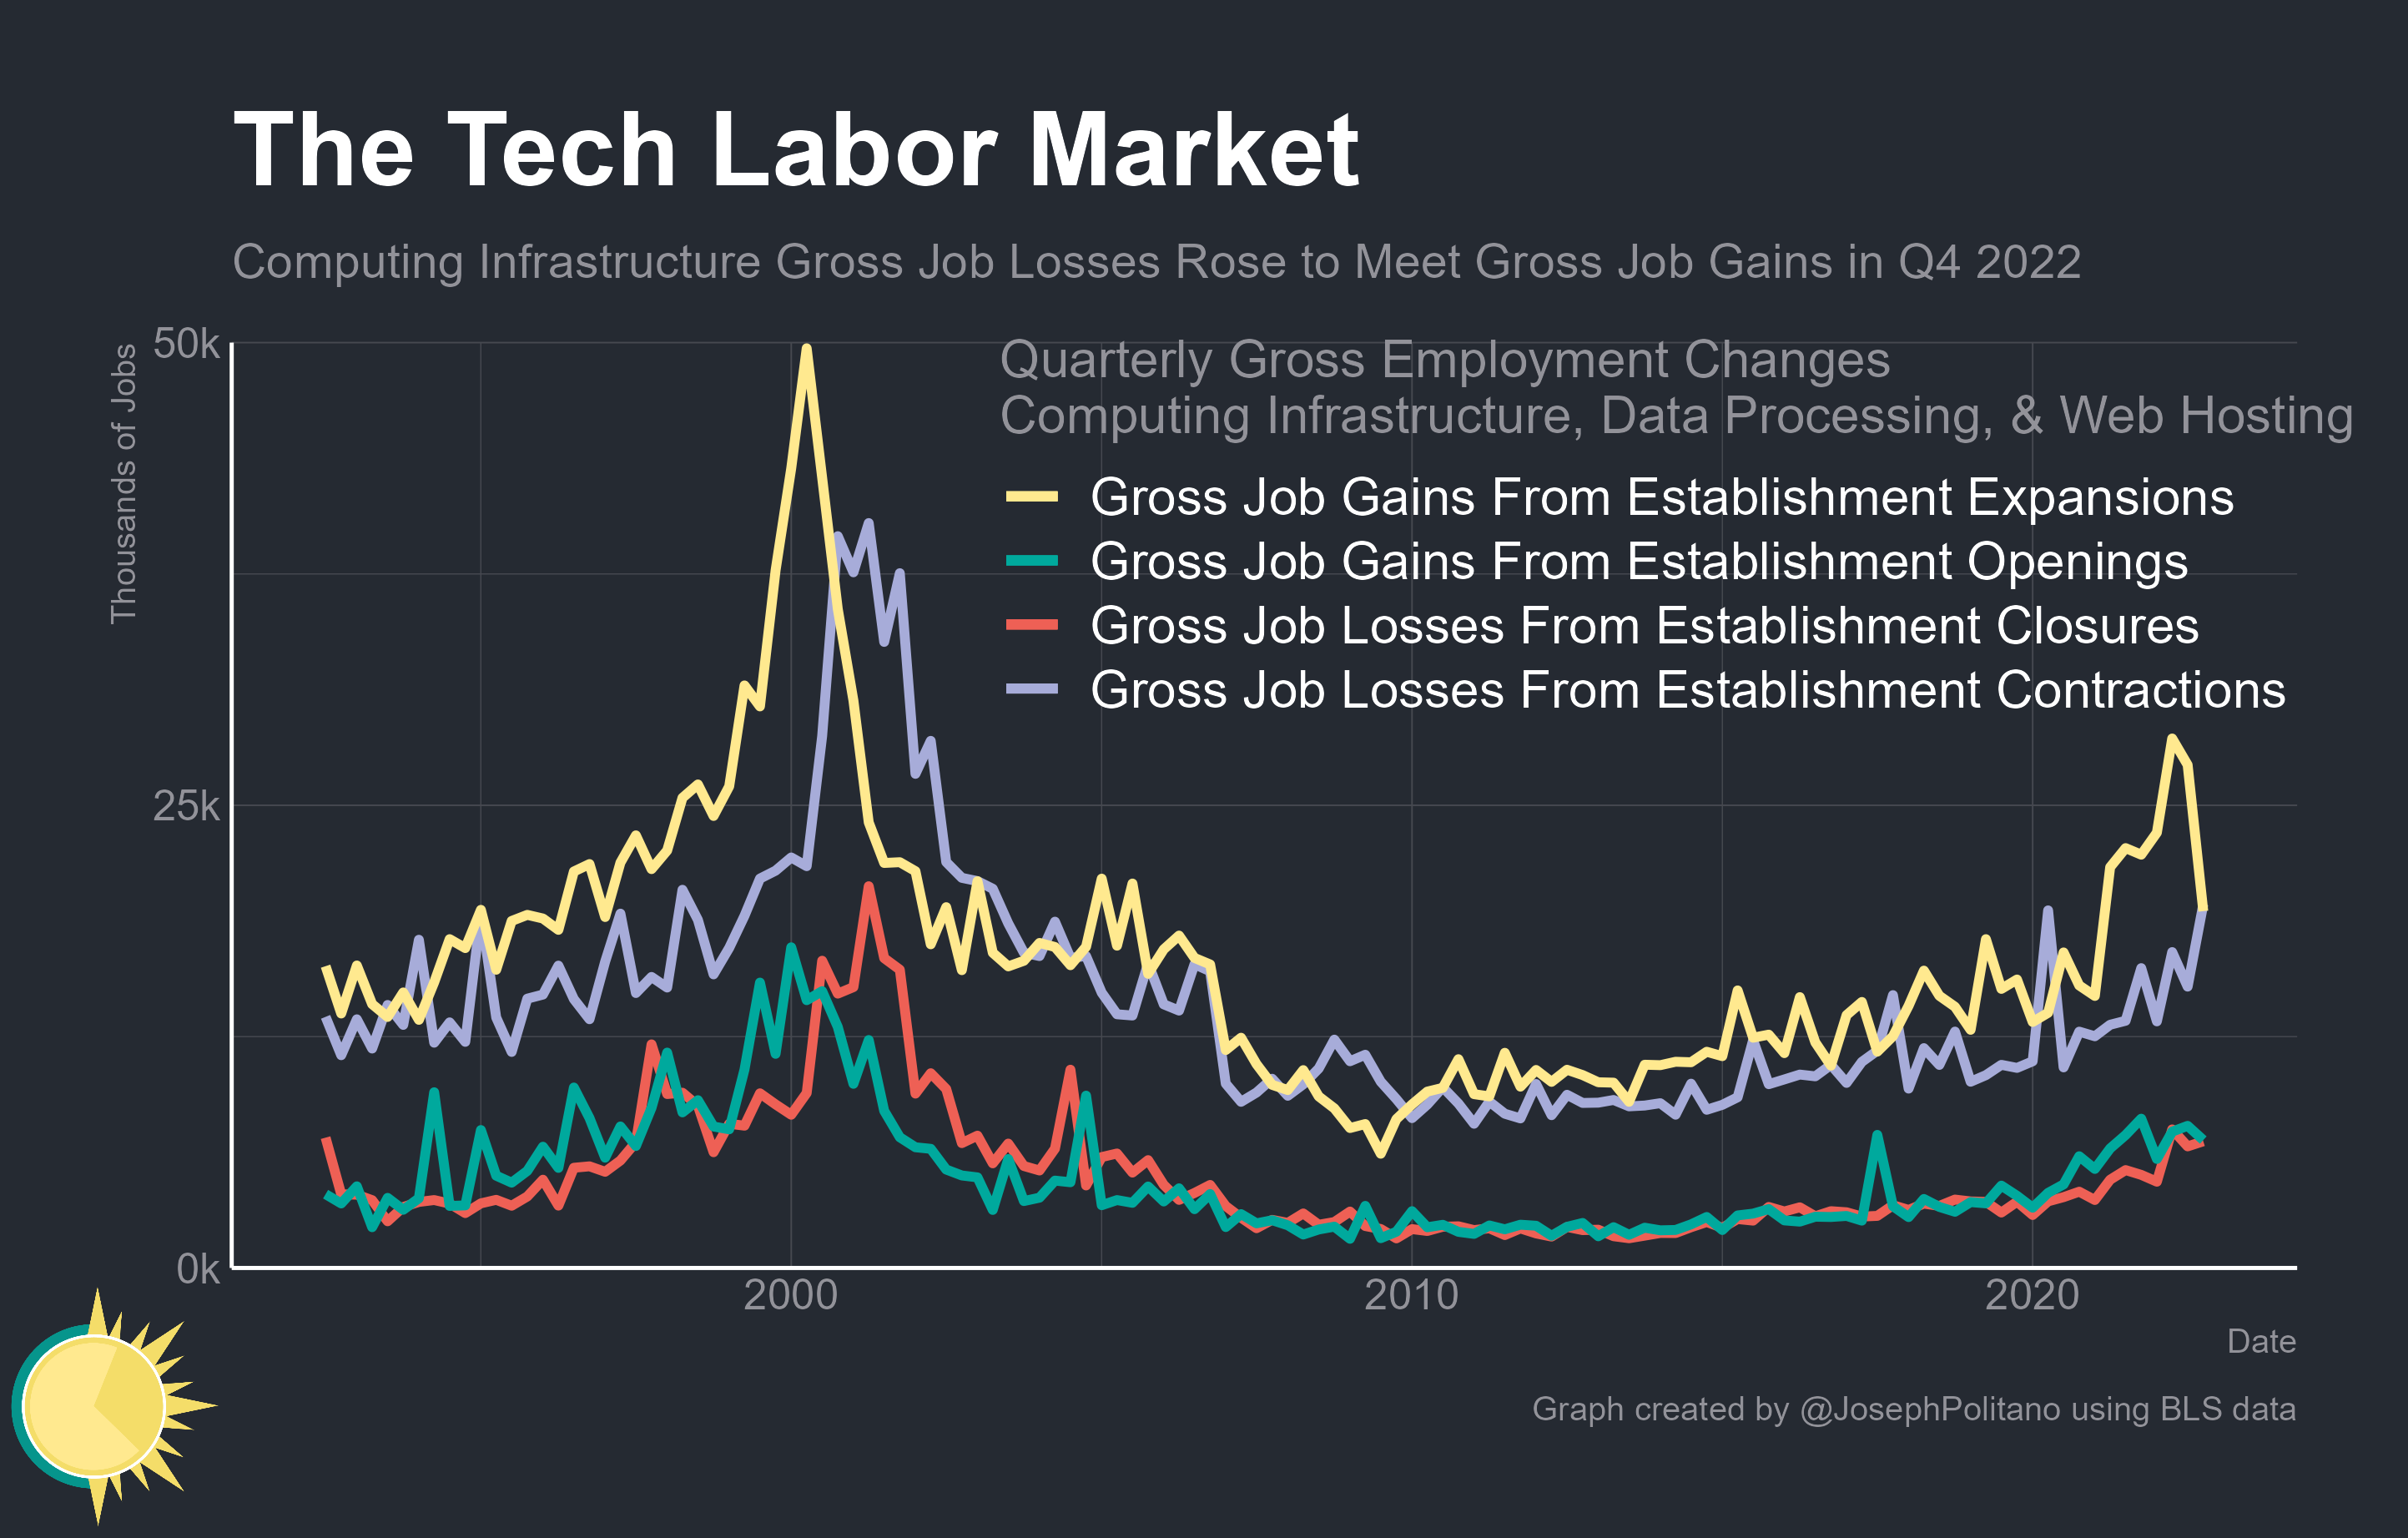 The Tech Labor Market
Computing Infrastructure Gross Job Losses Rose to Meet Gross Job Gains in Q4 2022
Thousands of Jobs
50k
25k
0k
Quarterly Gross Employment Changes
Computing Infrastructure, Data Processing, & Web Hosting
Gross Job Gains From Establishment Expansions
Gross Job Gains From Establishment Openings
Gross Job Losses From Establishment Closures
Gross Job Losses From Establishment Contractions
2000 2010 2020
Date
Graph created by @JosephPolitano using BLS data